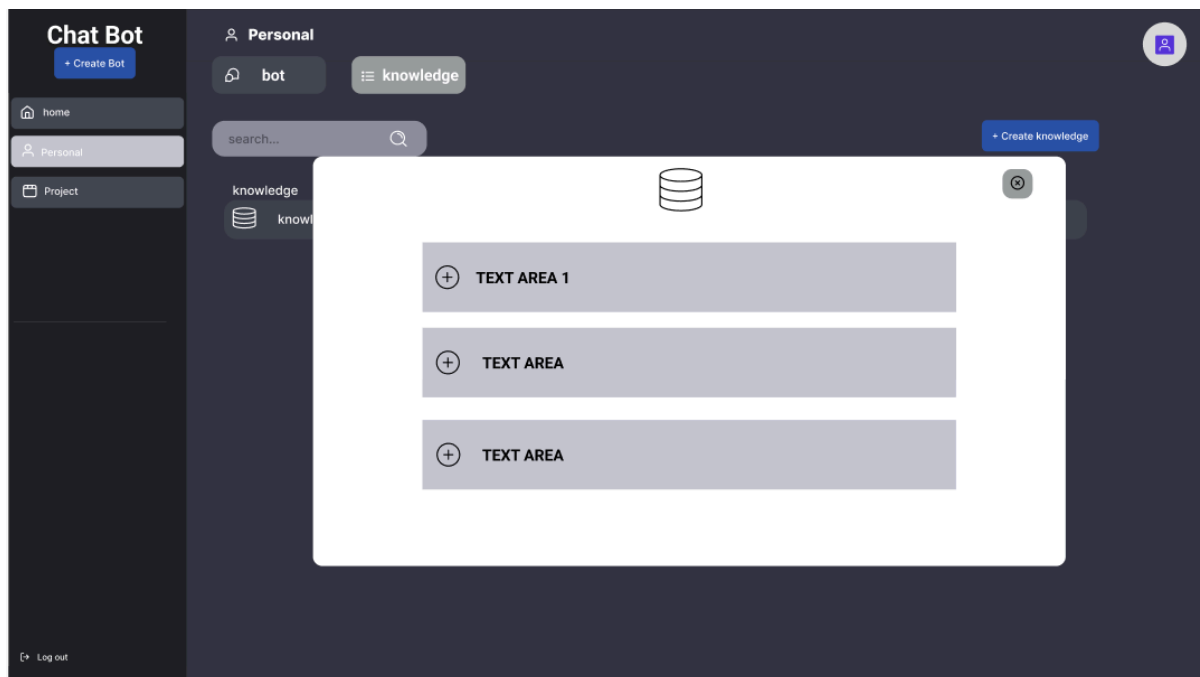 Chat Bot
+ Create Bot
home
Personal
Project
Log out
Personal
bot
knowledge
search...
+ Create knowledge
knowledge
knowl
TEXT AREA 1
TEXT AREA
TEXT AREA